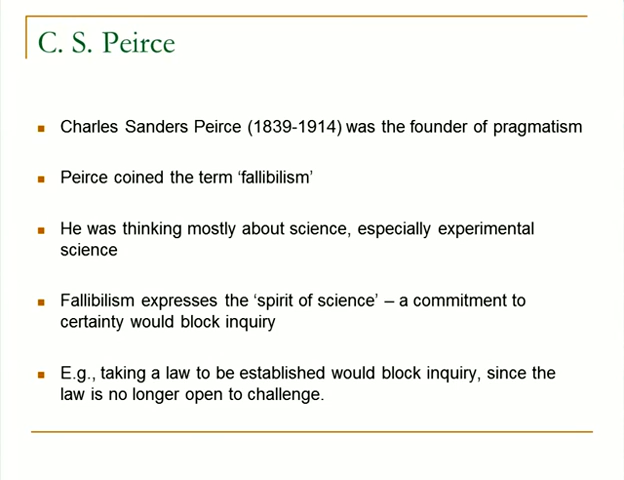 C. S. Peirce
Charles Sanders Peirce (1839-1914) was the founder of pragmatism
Peirce coined the term ‘fallibilism’
He was thinking mostly about science, especially experimental
science
Fallibilism expresses the ‘spirit of science’ – a commitment to
certainty would block inquiry
E.g., taking a law to be established would block inquiry, since the
law is no longer open to challenge.